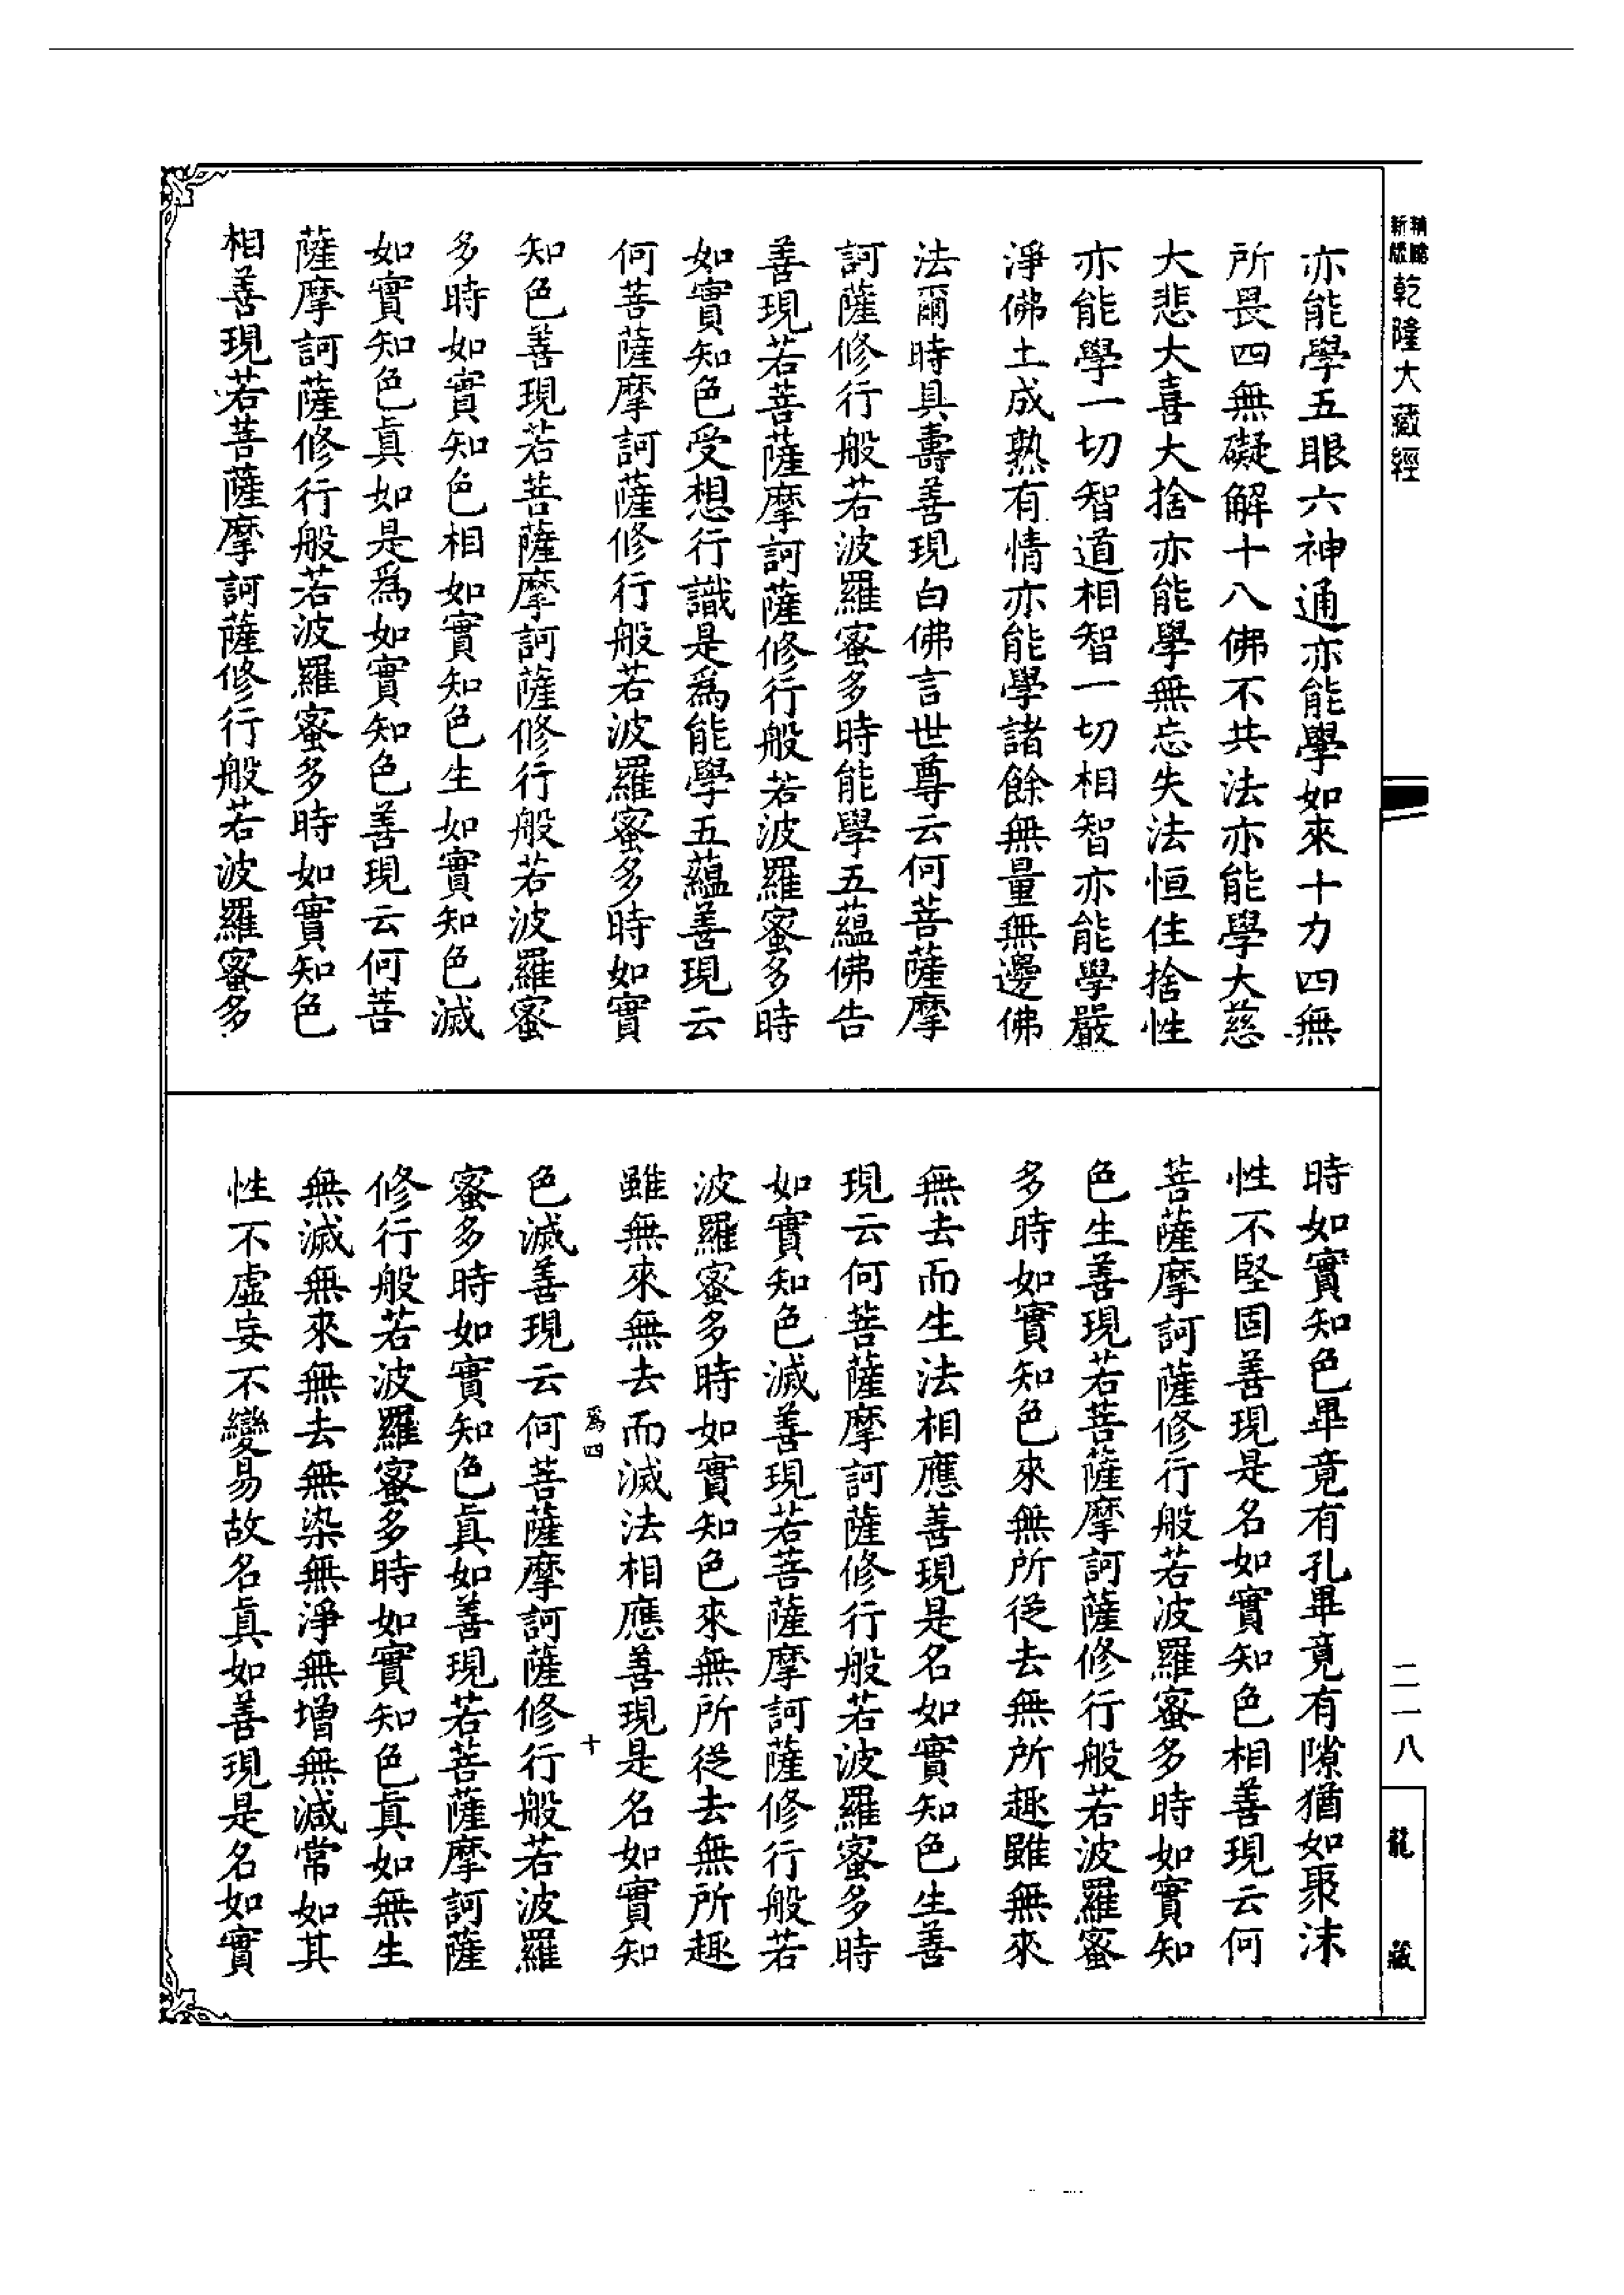 新版
精縮
乾隆大藏經
亦能學五眼六神通亦能學如來十力四無
所畏四無礙解十八佛不共法亦能學大慈
大悲大喜大捨亦能學無忘失法恒住捨性
亦能學一切智道相智一切相智亦能學嚴
淨佛土成熟有情亦能學諸餘無量無邊佛
法爾時具壽善現白佛言世尊云何菩薩摩
訶薩修行般若波羅蜜多時能學五蘊佛告
善現若菩薩摩訶薩修行般若波羅蜜多時
如實知色受想行識是為能學五蘊善現云
何菩薩摩訶薩修行般若波羅蜜多時如實
知色善現若菩薩摩訶薩修行般若波羅蜜
多時如實知色相如實知色生如實知色滅
如實知色真如是為如實知色善現云何菩
薩摩訶薩修行般若波羅蜜多時如實知色
相善現若菩薩摩訶薩修行般若波羅蜜多
時如實知色畢竟有孔畢竟有隙猶如聚沫
性不堅固善現是名如實知色相善現云何
菩薩摩訶薩修行般若波羅蜜多時如實知
色生善現若菩薩摩訶薩修行般若波羅蜜
多時如實知色來無所從去無所趣雖無來
無去而生法相應善現是名如實知色生善
現云何菩薩摩訶薩修行般若波羅蜜多時
如實知色滅善現若菩薩摩訶薩修行般若
波羅蜜多時如實知色來無所從去無所趣
雖無來無去而滅法相應善現是名如實知
為四
十
色滅善現云何菩薩摩訶薩修行般若波羅
蜜多時如實知色真如善現若菩薩摩訶薩
修行般若波羅蜜多時如實知色真如無生
無滅無來無去無染無淨無增無減常如其
性不虛妄不變易故名真如善現是名如實
二一八
龍藏